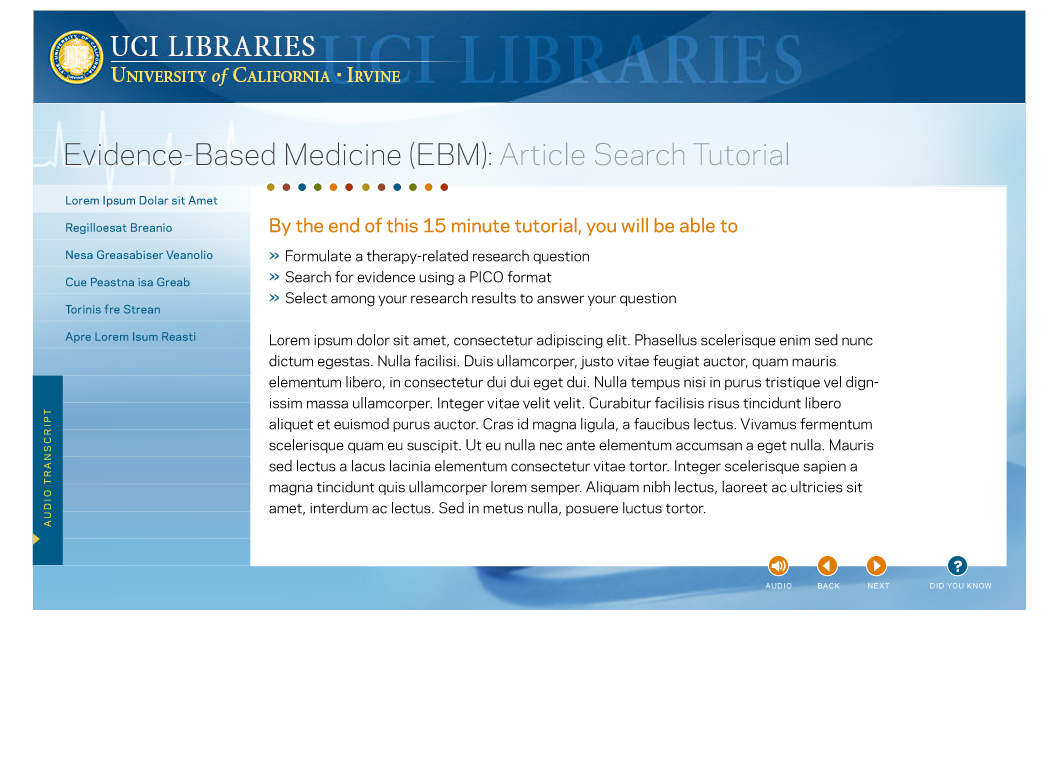 UCI LIBRARIES
UCI LIBRARIES
UNIVERSITY of CALIFORNIA · IRVINE
Evidence-Based Medicine (EBM): Article Search Tutorial
Lorem Ipsum Dolar sit Amet
Regilloesat Breanio
Nesa Greasabiser Veanolio
Cue Peastna isa Greab
Torinis fre Strean
Apre Lorem Isum Reasti
AUDIO TRANSCRIPT
By the end of this 15 minute tutorial, you will be able to
» Formulate a therapy-related research question
» Search for evidence using a PICO format
» Select among your research results to answer your question
Lorem ipsum dolor sit amet, consectetur adipiscing elit. Phasellus scelerisque enim sed nunc
dictum egestas. Nulla facilisi. Duis ullamcorper, justo vitae feugiat auctor, quam mauris
elementum libero, in consectetur dui dui eget dui. Nulla tempus nisi in purus tristique vel dign-
issim massa ullamcorper. Integer vitae velit velit. Curabitur facilisis risus tincidunt libero
aliquet et euismod purus auctor. Cras id magna ligula, a faucibus lectus. Vivamus fermentum
scelerisque quam eu suscipit. Ut eu nulla nec ante elementum accumsan a eget nulla. Mauris
sed lectus a lacus lacinia elementum consectetur vitae tortor. Integer scelerisque sapien a
magna tincidunt quis ullamcorper lorem semper. Aliquam nibh lectus, laoreet ac ultricies sit
amet, interdum ac lectus. Sed in metus nulla, posuere luctus tortor.
?
AUDIO BACK NEXT DID YOU KNOW